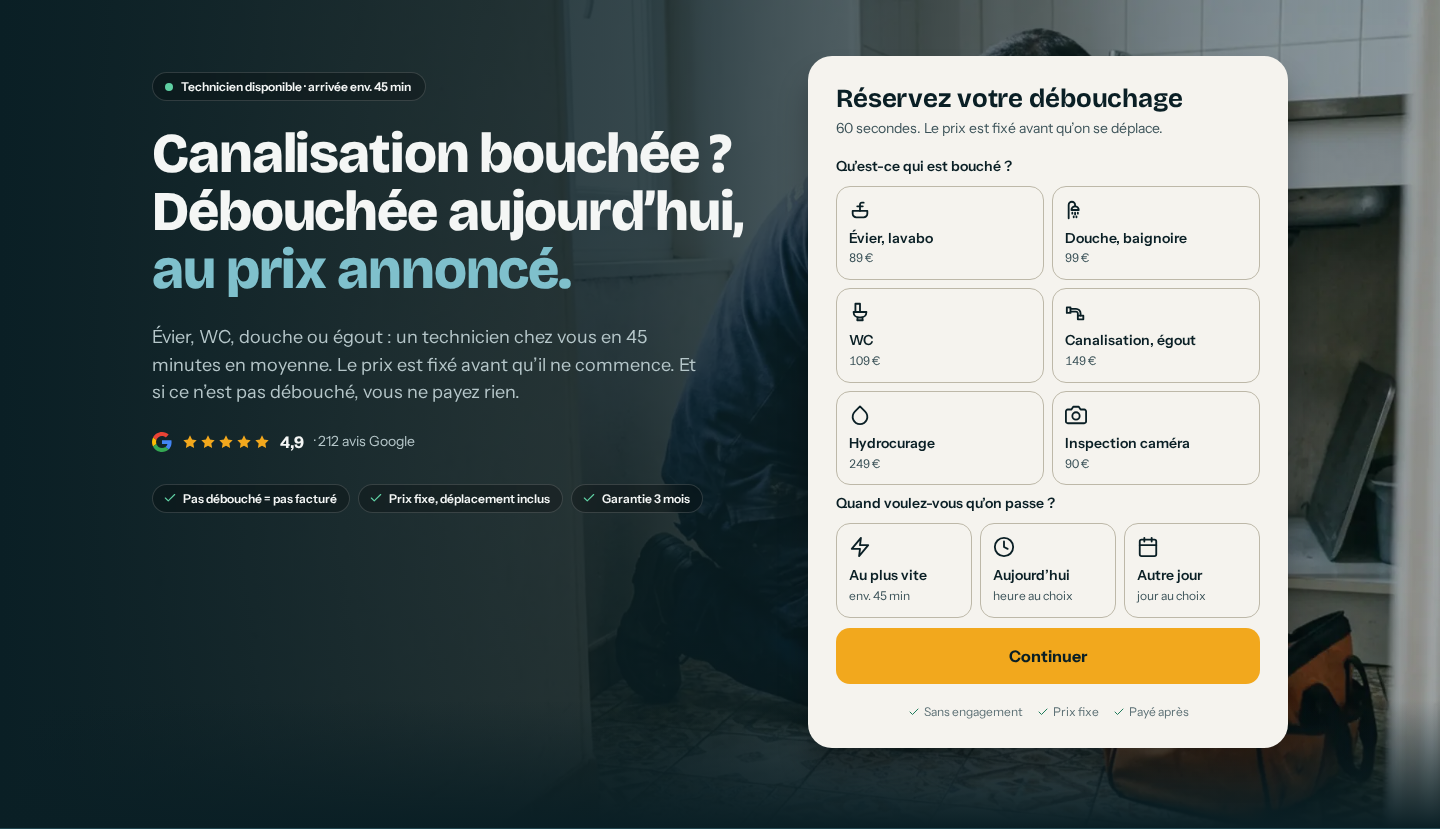 Technicien disponible · arrivée env. 45 min
Canalisation bouchée ?
Débouchée aujourd’hui,
au prix annoncé.
Évier, WC, douche ou égout : un technicien chez vous en 45
minutes en moyenne. Le prix est fixé avant qu’il ne commence. Et
si ce n’est pas débouché, vous ne payez rien.
4,9 · 212 avis Google
Pas débouché = pas facturé
Prix fixe, déplacement inclus
Garantie 3 mois
Réservez votre débouchage
60 secondes. Le prix est fixé avant qu’on se déplace.
Qu’est-ce qui est bouché ?
Évier, lavabo
89 €
Douche, baignoire
99 €
WC
109 €
Canalisation, égout
149 €
Hydrocurage
249 €
Inspection caméra
90 €
Quand voulez-vous qu’on passe ?
Au plus vite
env. 45 min
Aujourd’hui
heure au choix
Autre jour
jour au choix
Continuer
Sans engagement
Prix fixe
Payé après